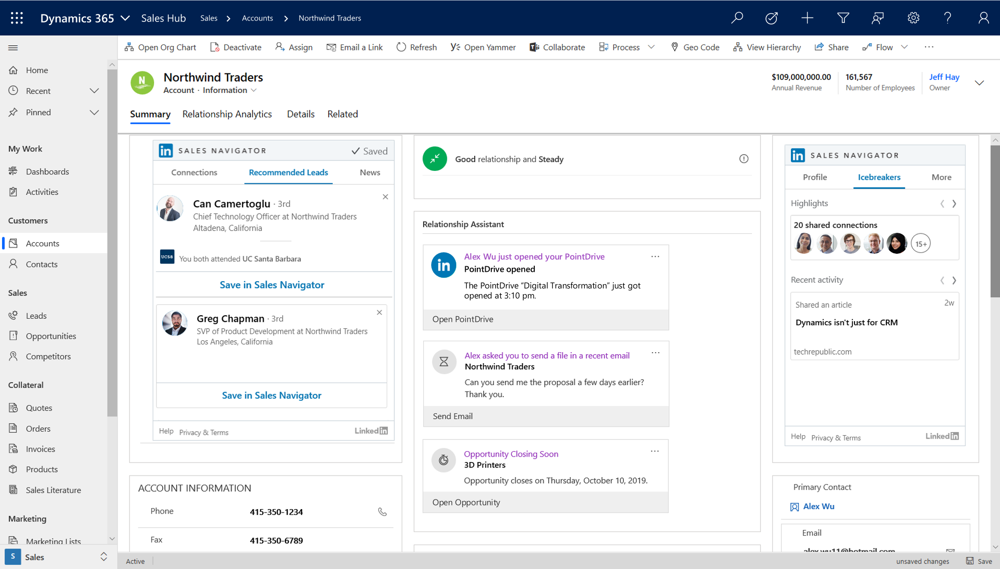 Dynamics 365
Sales Hub
Sales
Accounts
Northwind Traders
Open Org Chart
Deactivate
Assign
Email a Link
Refresh
Open Yammer
Collaborate
Process
Geo Code
View Hierarchy
Share
Flow
Home
Recent
Pinned
My Work
Dashboards
Activities
Customers
Accounts
Contacts
Sales
Leads
Opportunities
Competitors
Collateral
Quotes
Orders
Invoices
Products
Sales Literature
Marketing
Marketing Lists
S
Sales
N
Northwind Traders
Account · Information
$109,000,000.00
Annual Revenue
161,567
Number of Employees
Jeff Hay
Owner
Summary
Relationship Analytics
Details
Related
in SALES NAVIGATOR
Saved
Connections
Recommended Leads
News
Can Camertoglu · 3rd
Chief Technology Officer at Northwind Traders
Altadena, California
UCSB
You both attended UC Santa Barbara
Save in Sales Navigator
Greg Chapman · 3rd
SVP of Product Development at Northwind Traders
Los Angeles, California
Save in Sales Navigator
Help
Privacy & Terms
Linkedin
ACCOUNT INFORMATION
Phone
415-350-1234
Fax
415-350-6789
Good relationship and Steady
Relationship Assistant
in
Alex Wu just opened your PointDrive
PointDrive opened
The PointDrive “Digital Transformation” just got
opened at 3:10 pm.
Open PointDrive
Alex asked you to send a file in a recent email
Northwind Traders
Can you send me the proposal a few days earlier?
Thank you.
Send Email
Opportunity Closing Soon
3D Printers
Opportunity closes on Thursday, October 10, 2019.
Open Opportunity
in SALES NAVIGATOR
Profile
Icebreakers
More
Highlights
20 shared connections
15+
Recent activity
Shared an article
2w
Dynamics isn't just for CRM
techrepublic.com
Help
Privacy & Terms
Linkedin
Primary Contact
Alex Wu
Email
alex.wu11@hotmail.com
Active
unsaved changes
Save